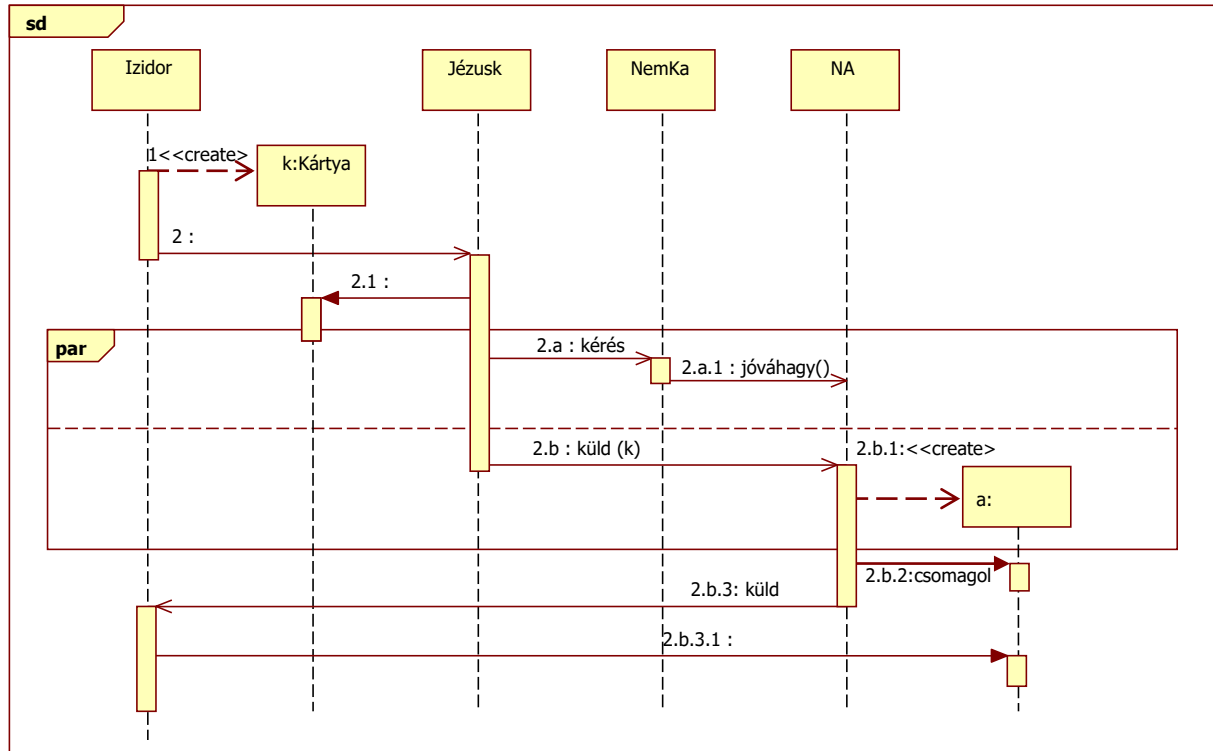 sd
Izidor
Jézusk
NemKa
NA
1<<create>
k:Kártya
2 :
2.1 :
par
2.a : kérés
2.a.1 : jóváhagy()
2.b : küld (k)
2.b.1:<<create>
a:
2.b.2:csomagol
2.b.3: küld
2.b.3.1 :